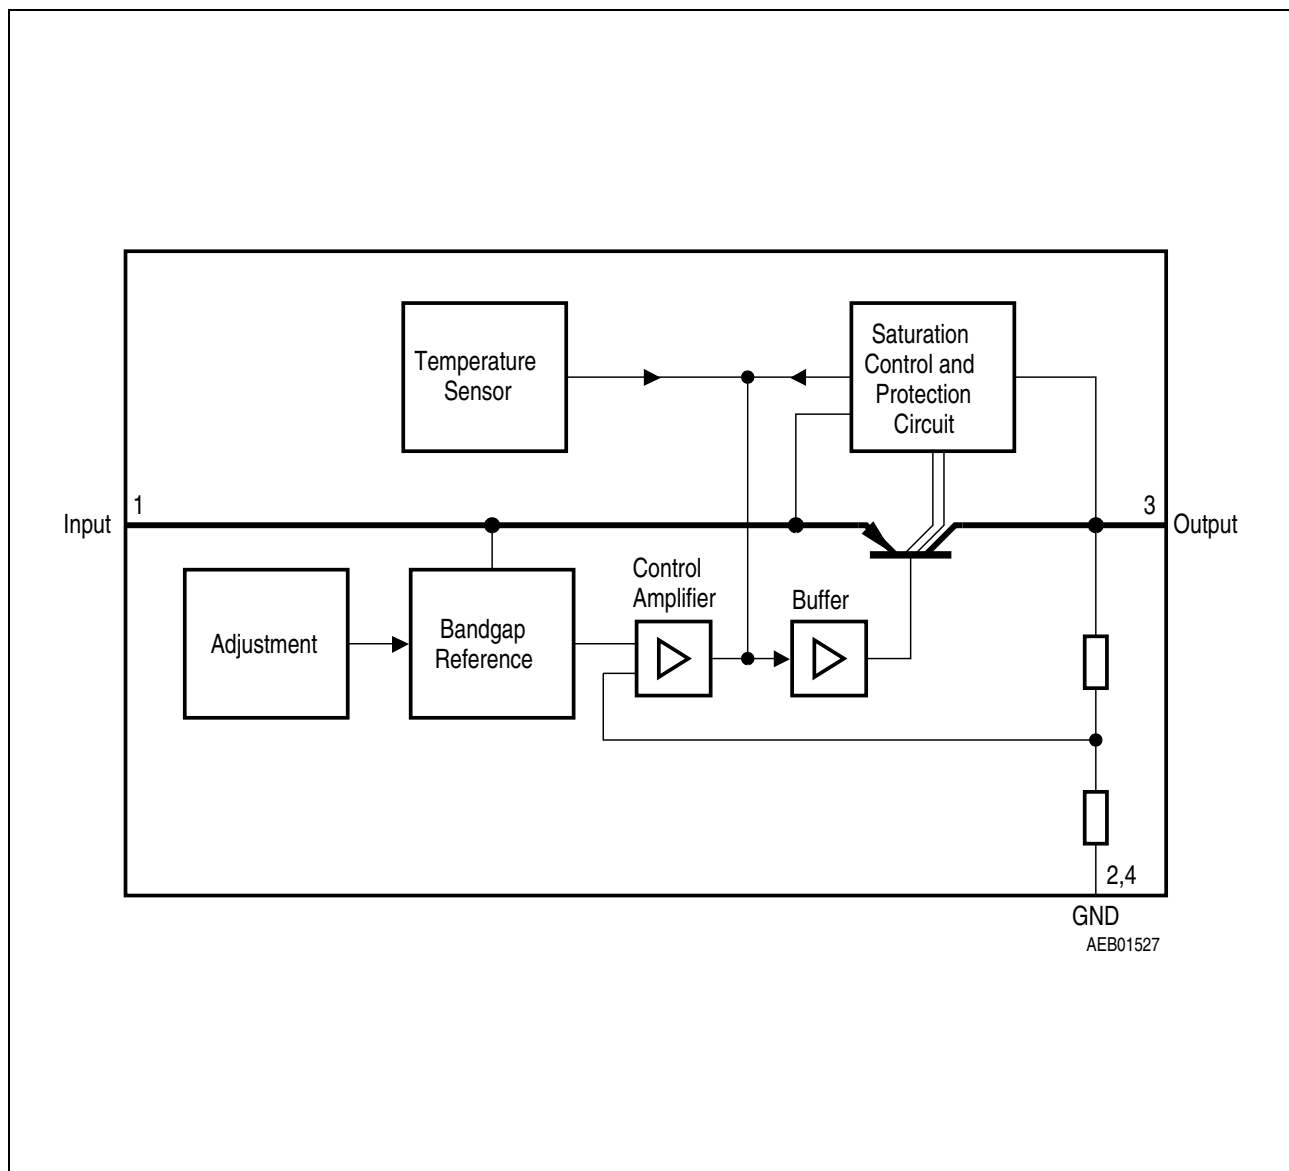 Temperature
Sensor
Saturation
Control and
Protection
Circuit
1
3
Input
Output
Control
Amplifier
Buffer
Adjustment
Bandgap
Reference
2,4
GND
AEB01527